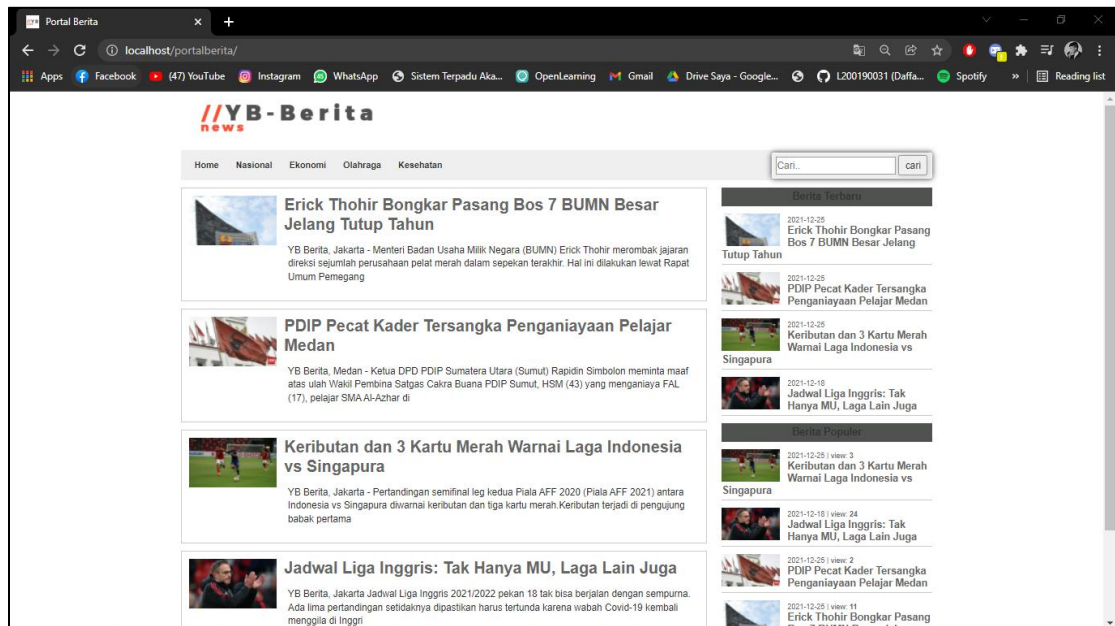 Portal Berita
localhost/portalberita/
Apps Facebook (47) YouTube Instagram WhatsApp Sistem Terpadu Aka... OpenLearning Gmail Drive Saya - Google... L200190031 (Daffa... Spotify » Reading list
//YB-Berita
news
Home Nasional Ekonomi Olahraga Kesehatan
Cari.. cari
Erick Thohir Bongkar Pasang Bos 7 BUMN Besar
Jelang Tutup Tahun
YB Berita, Jakarta - Menteri Badan Usaha Milik Negara (BUMN) Erick Thohir merombak jajaran
direksi sejumlah perusahaan pelat merah dalam sepekan terakhir. Hal ini dilakukan lewat Rapat
Umum Pemegang
PDIP Pecat Kader Tersangka Penganiayaan Pelajar
Medan
YB Berita, Medan - Ketua DPD PDIP Sumatera Utara (Sumut) Rapidin Simbolon meminta maaf
atas ulah Wakil Pembina Satgas Cakra Buana PDIP Sumut, HSM (43) yang menganiaya FAL
(17), pelajar SMA Al-Azhar di
Keributan dan 3 Kartu Merah Warnai Laga Indonesia
vs Singapura
YB Berita, Jakarta - Pertandingan semifinal leg kedua Piala AFF 2020 (Piala AFF 2021) antara
Indonesia vs Singapura diwarnai keributan dan tiga kartu merah.Keributan terjadi di pengujung
babak pertama
Jadwal Liga Inggris: Tak Hanya MU, Laga Lain Juga
YB Berita, Jakarta Jadwal Liga Inggris 2021/2022 pekan 18 tak bisa berjalan dengan sempurna.
Ada lima pertandingan setidaknya dipastikan harus tertunda karena wabah Covid-19 kembali
menggila di Inggri
Berita Terbaru
2021-12-25
Erick Thohir Bongkar Pasang
Bos 7 BUMN Besar Jelang
Tutup Tahun
2021-12-25
PDIP Pecat Kader Tersangka
Penganiayaan Pelajar Medan
2021-12-25
Keributan dan 3 Kartu Merah
Warnai Laga Indonesia vs
Singapura
2021-12-18
Jadwal Liga Inggris: Tak
Hanya MU, Laga Lain Juga
Berita Populer
2021-12-25 | view: 3
Keributan dan 3 Kartu Merah
Warnai Laga Indonesia vs
Singapura
2021-12-18 | view: 24
Jadwal Liga Inggris: Tak
Hanya MU, Laga Lain Juga
2021-12-25 | view: 2
PDIP Pecat Kader Tersangka
Penganiayaan Pelajar Medan
2021-12-25 | view: 11
Erick Thohir Bongkar Pasang